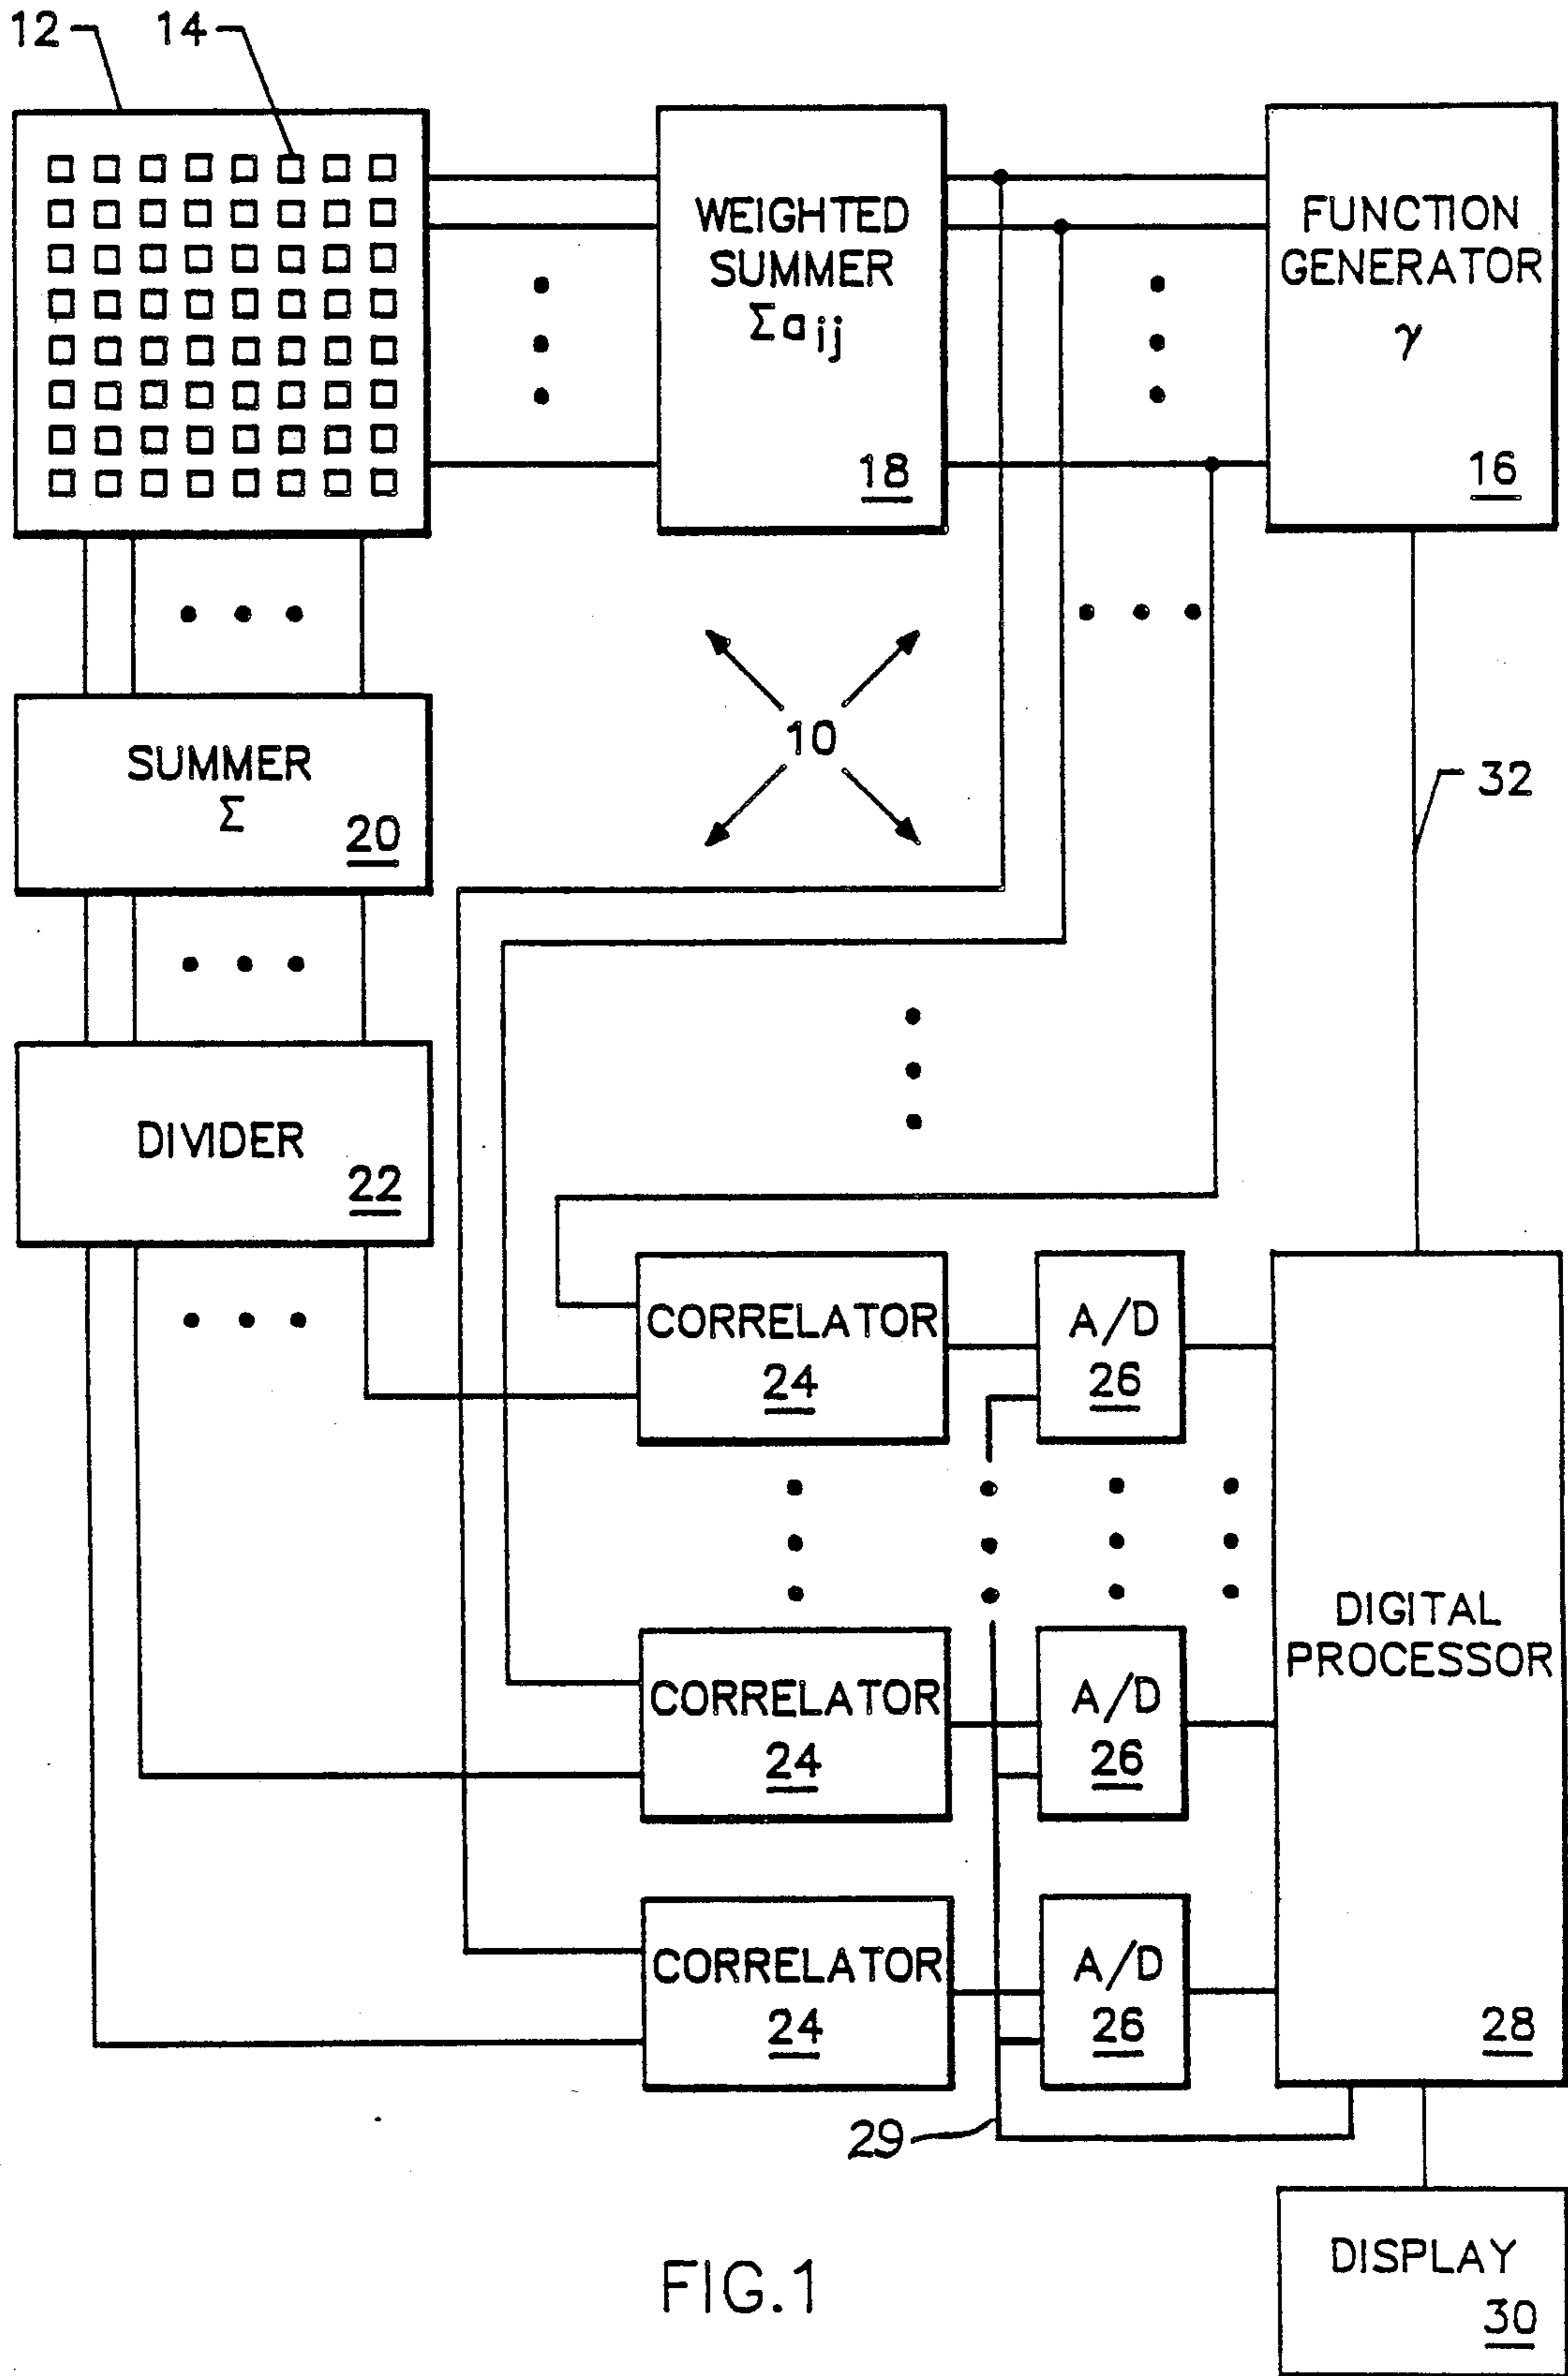 12
14
WEIGHTED
SUMMER
Σaij
18
FUNCTION
GENERATOR
γ
16
SUMMER
Σ
20
10
32
DIVIDER
22
CORRELATOR
24
A/D
26
CORRELATOR
24
A/D
26
DIGITAL
PROCESSOR
28
CORRELATOR
24
A/D
26
29
DISPLAY
30
FIG.1